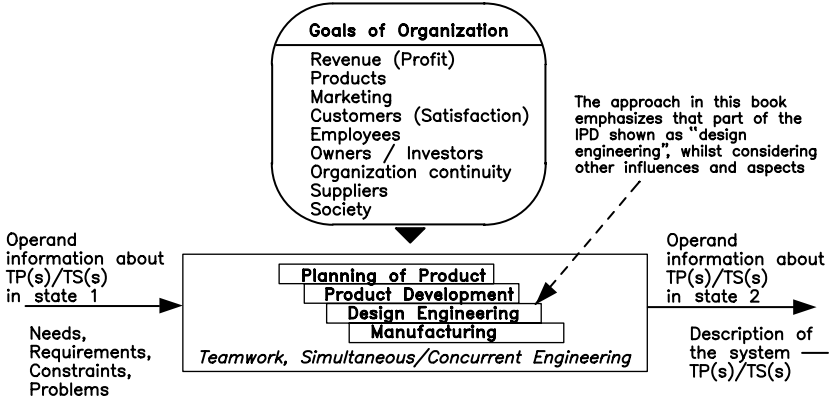 Goals of Organization
Revenue (Profit)
Products
Marketing
Customers (Satisfaction)
Employees
Owners / Investors
Organization continuity
Suppliers
Society
The approach in this book
emphasizes that part of the
IPD shown as "design
engineering", whilst considering
other influences and aspects
Operand
information about
TP(s)/TS(s)
in state 1
Needs,
Requirements,
Constraints,
Problems
Planning of Product
Product Development
Design Engineering
Manufacturing
Teamwork, Simultaneous/Concurrent Engineering
Operand
information about
TP(s)/TS(s)
in state 2
Description of
the system —
TP(s)/TS(s)